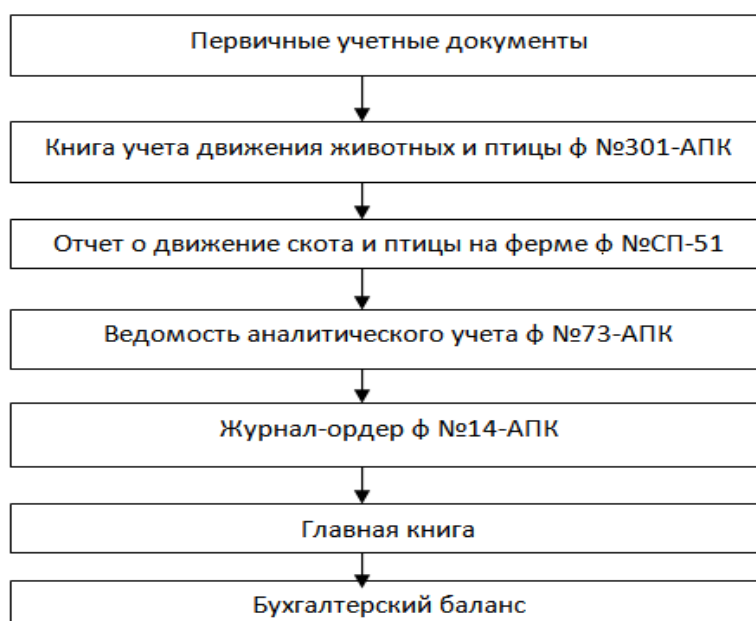 Первичные учетные документы
Книга учета движения животных и птицы ф №301-АПК
Отчет о движение скота и птицы на ферме ф №СП-51
Ведомость аналитического учета ф №73-АПК
Журнал-ордер ф №14-АПК
Главная книга
Бухгалтерский баланс